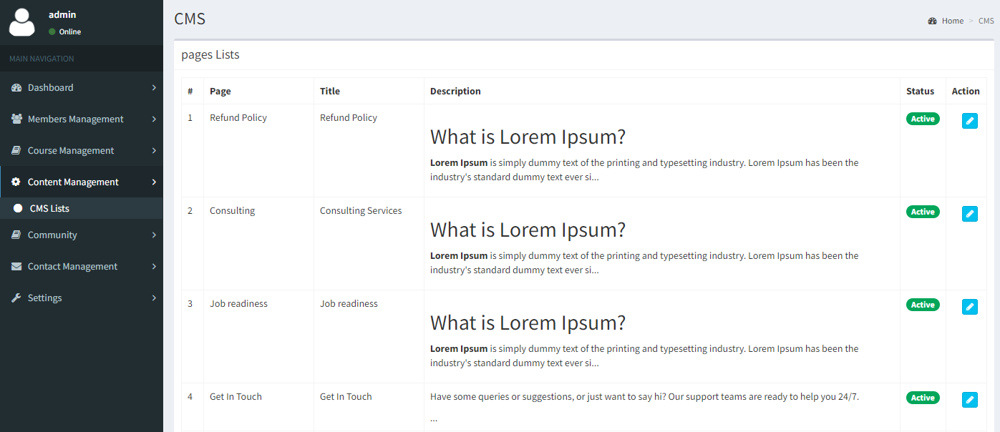 admin
Online
MAIN NAVIGATION
Dashboard
Members Management
Course Management
Content Management
CMS Lists
Community
Contact Management
Settings
CMS
Home > CMS
pages Lists
# Page Title Description Status Action
1 Refund Policy Refund Policy Active
What is Lorem Ipsum?
Lorem Ipsum is simply dummy text of the printing and typesetting industry. Lorem Ipsum has been the
industry's standard dummy text ever si...
2 Consulting Consulting Services Active
What is Lorem Ipsum?
Lorem Ipsum is simply dummy text of the printing and typesetting industry. Lorem Ipsum has been the
industry's standard dummy text ever si...
3 Job readiness Job readiness Active
What is Lorem Ipsum?
Lorem Ipsum is simply dummy text of the printing and typesetting industry. Lorem Ipsum has been the
industry's standard dummy text ever si...
4 Get In Touch Get In Touch Have some queries or suggestions, or just want to say hi? Our support teams are ready to help you 24/7. Active
...